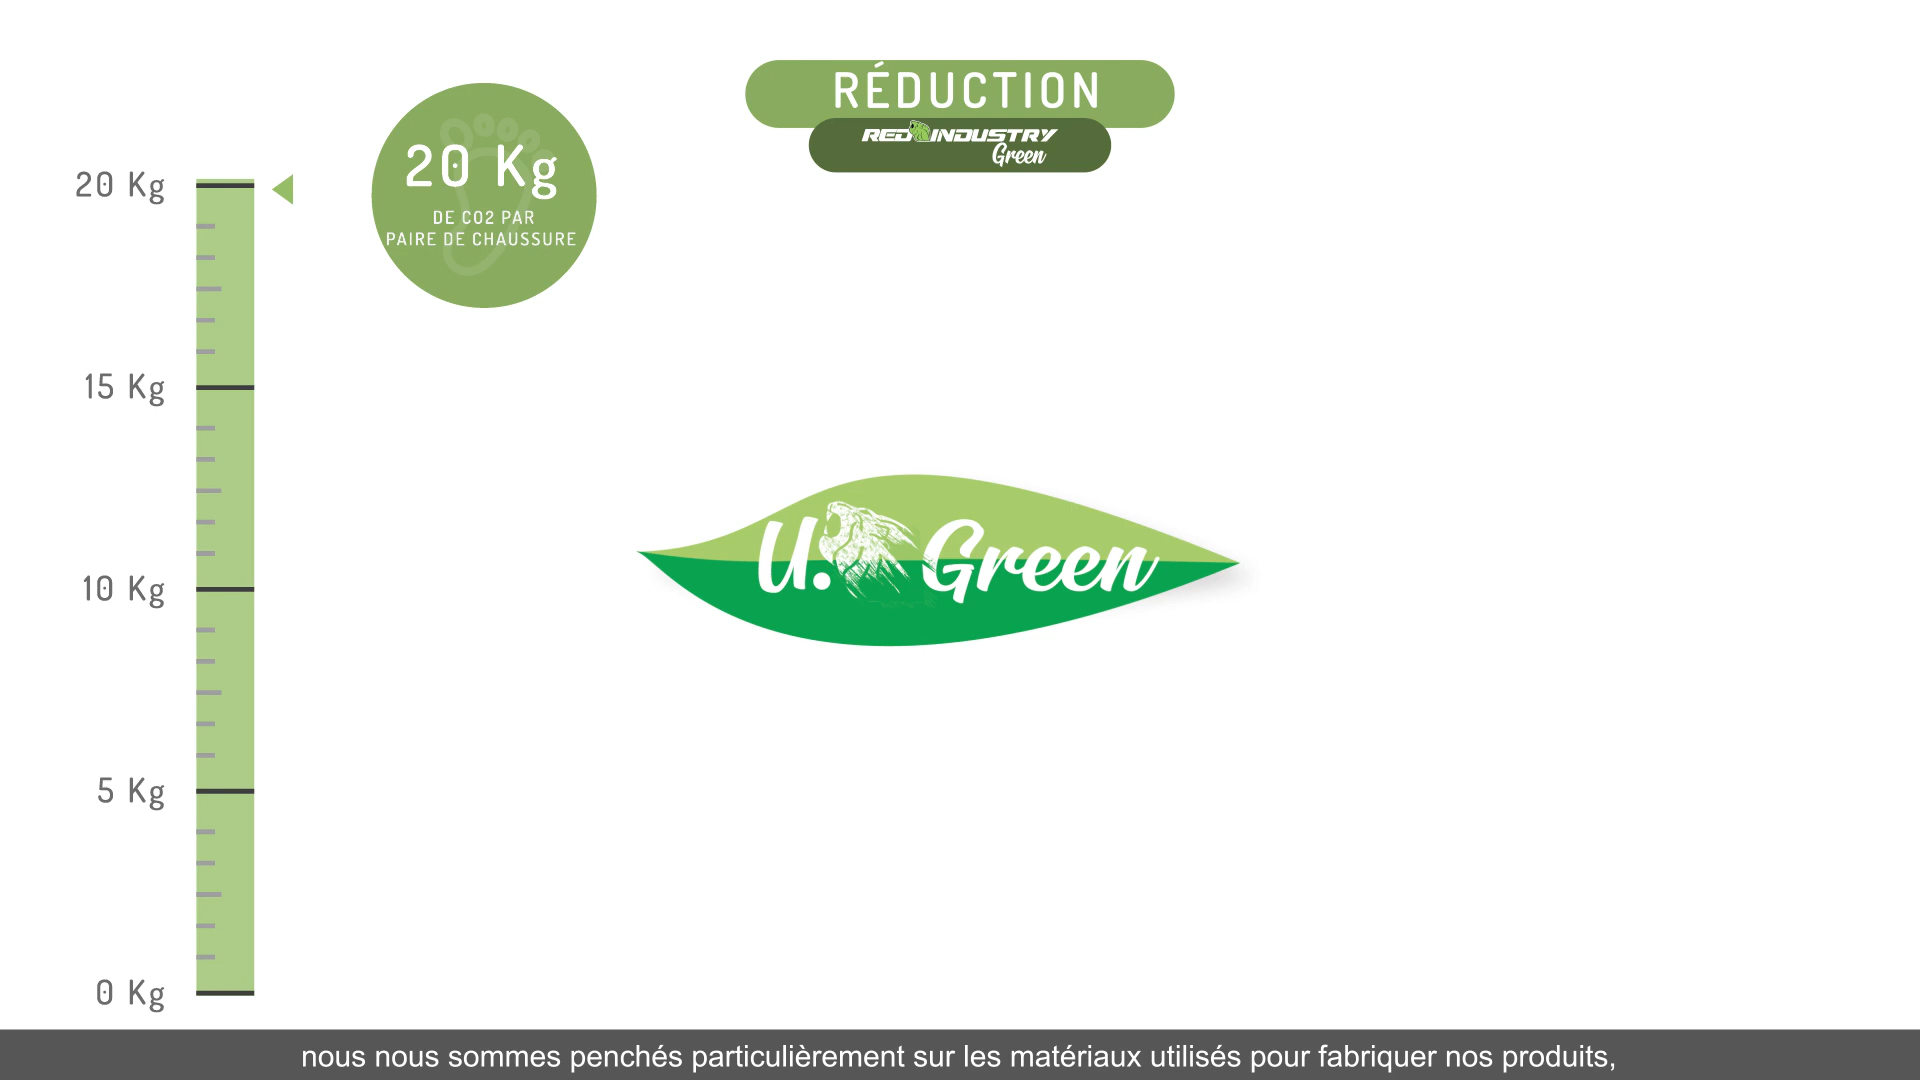 RÉDUCTION
RED INDUSTRY
Green
20 Kg
DE CO2 PAR
PAIRE DE CHAUSSURE
20 Kg
15 Kg
10 Kg
5 Kg
0 Kg
U. Green
nous nous sommes penchés particulièrement sur les matériaux utilisés pour fabriquer nos produits,